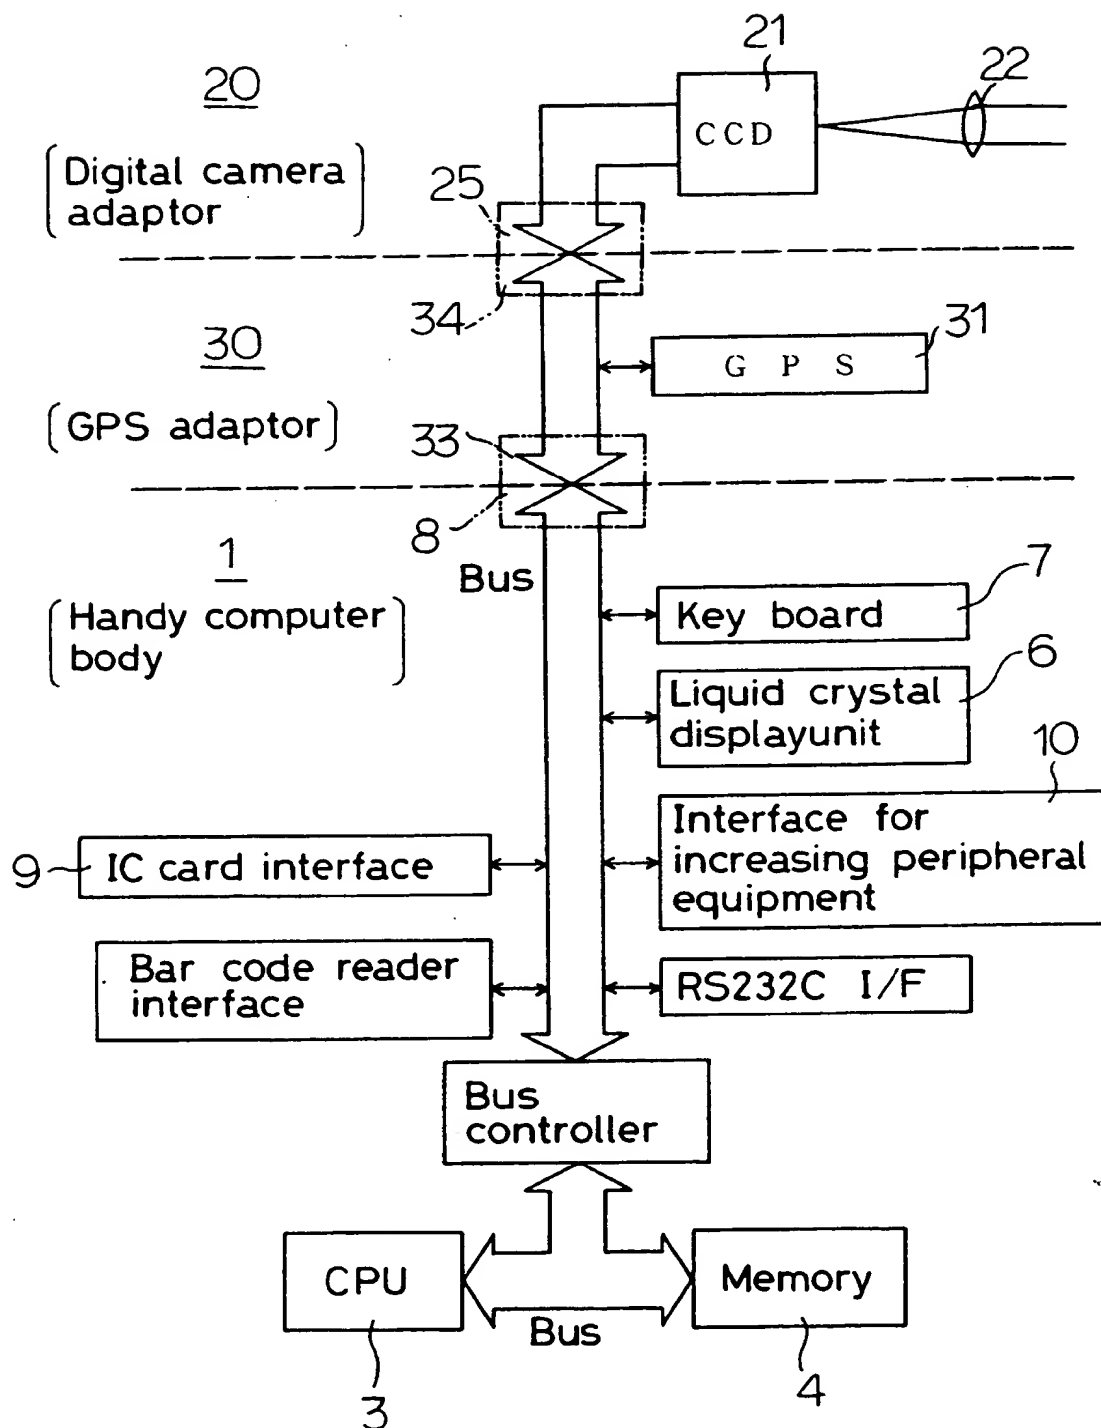 21
20
22
CCD
Digital camera
adaptor
25
34
30
31
G P S
GPS adaptor
33
8
1
Bus
7
Handy computer
body
Key board
6
Liquid crystal
displayunit
10
Interface for
increasing peripheral
equipment
9
IC card interface
Bar code reader
interface
RS232C I/F
Bus
controller
CPU
Memory
Bus
3
4